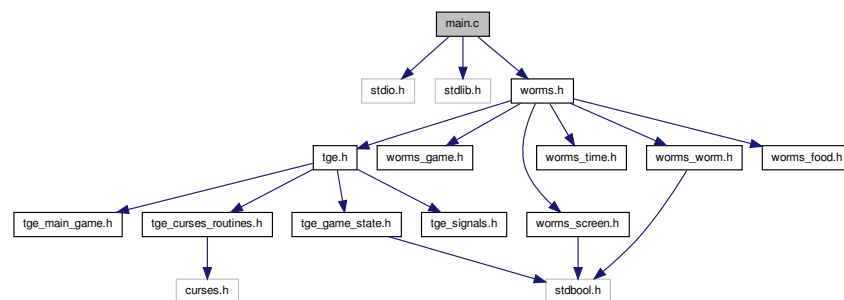 main.c
stdio.h
stdlib.h
worms.h
tge.h
worms_game.h
worms_time.h
worms_worm.h
worms_food.h
tge_main_game.h
tge_curses_routines.h
tge_game_state.h
tge_signals.h
worms_screen.h
curses.h
stdbool.h